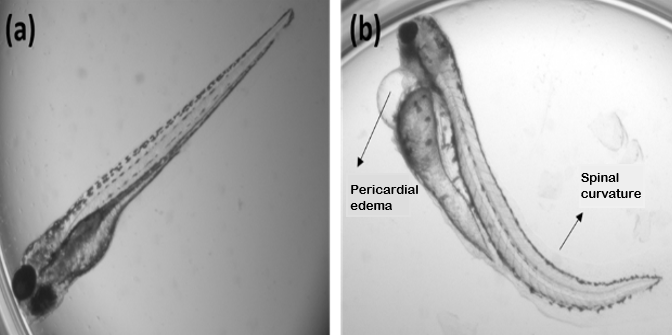 (a)
(b)
Pericardial
edema
Spinal
curvature